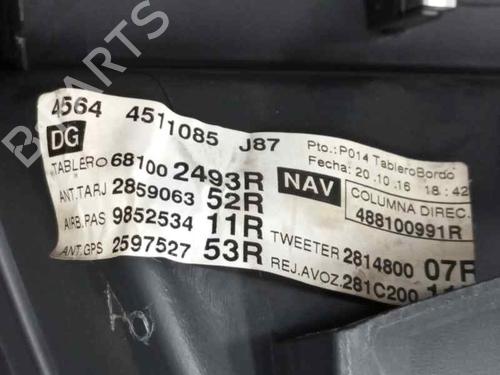 B-PARTS
4564 4511085 J87
Pto.: P014 TableroBordo
DG
Fecha: 20.10.16 18:42
TABLERO 68100 2493R
NAV
COLUMNA DIREC.
488100991R
ANT.TARJ 2859063 52R
AIRB.PAS 9852534 11R
TWEETER 2814800 07R
ANT.GPS 2597527 53R
REJ.AVOZ. 281C200